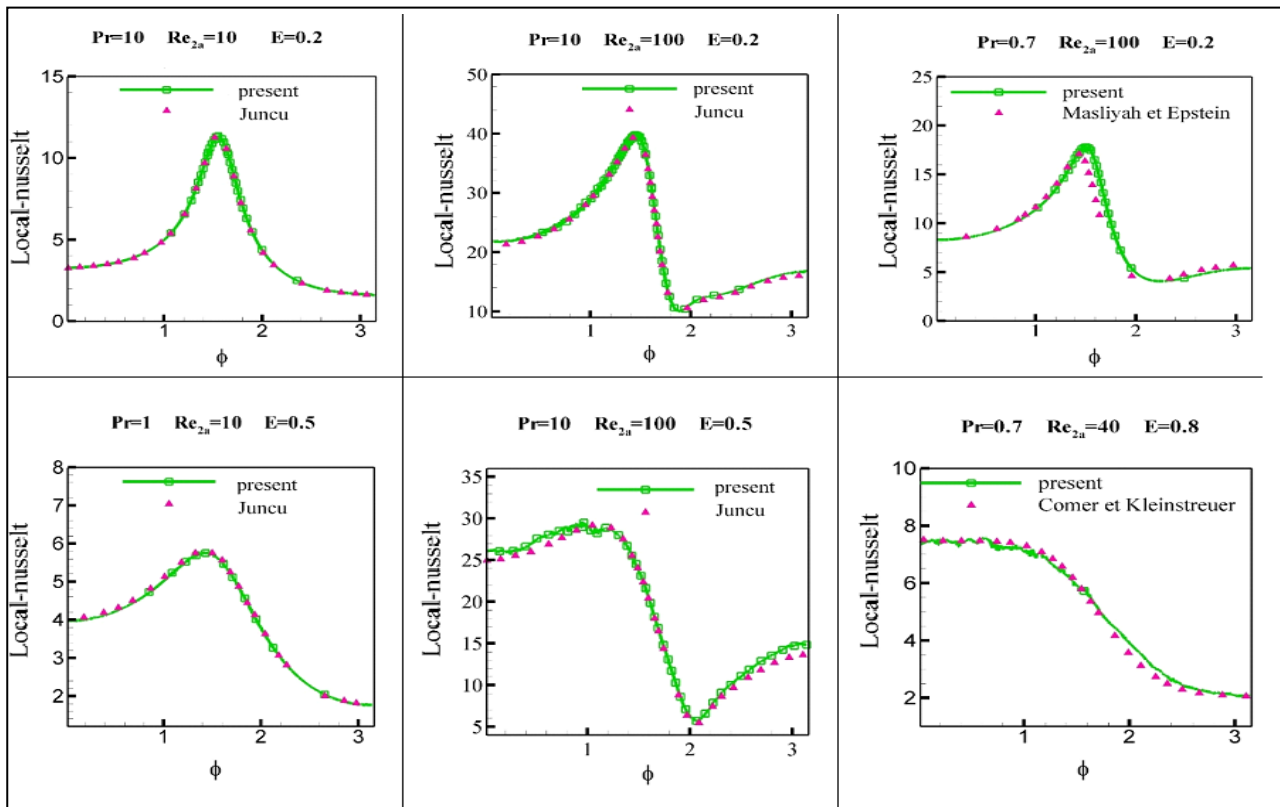 Pr=10 Re2a=10 E=0.2
15
10
5
0
Local-nusselt
present
Juncu
1
2
3
ϕ
Pr=10 Re2a=100 E=0.2
50
40
30
20
10
Local-nusselt
present
Juncu
1
2
3
ϕ
Pr=0.7 Re2a=100 E=0.2
25
20
15
10
5
0
Local-nusselt
present
Masliyah et Epstein
1
2
3
ϕ
Pr=1 Re2a=10 E=0.5
8
7
6
5
4
3
2
Local-nusselt
present
Juncu
1
2
3
ϕ
Pr=10 Re2a=100 E=0.5
35
30
25
20
15
10
5
Local-nusselt
present
Juncu
1
2
3
ϕ
Pr=0.7 Re2a=40 E=0.8
10
8
6
4
2
Local-nusselt
present
Comer et Kleinstreuer
0
1
2
3
ϕ